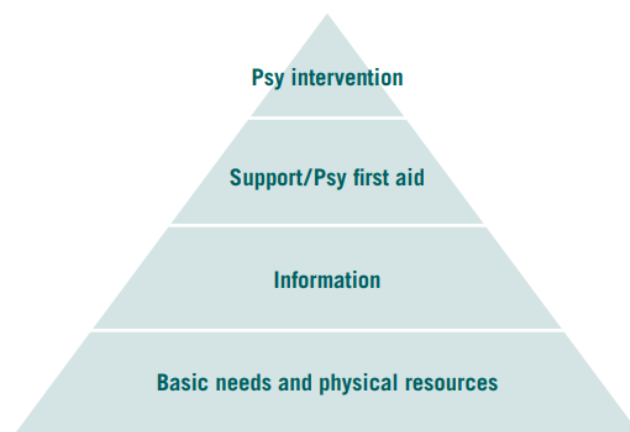 Psy intervention
Support/Psy first aid
Information
Basic needs and physical resources